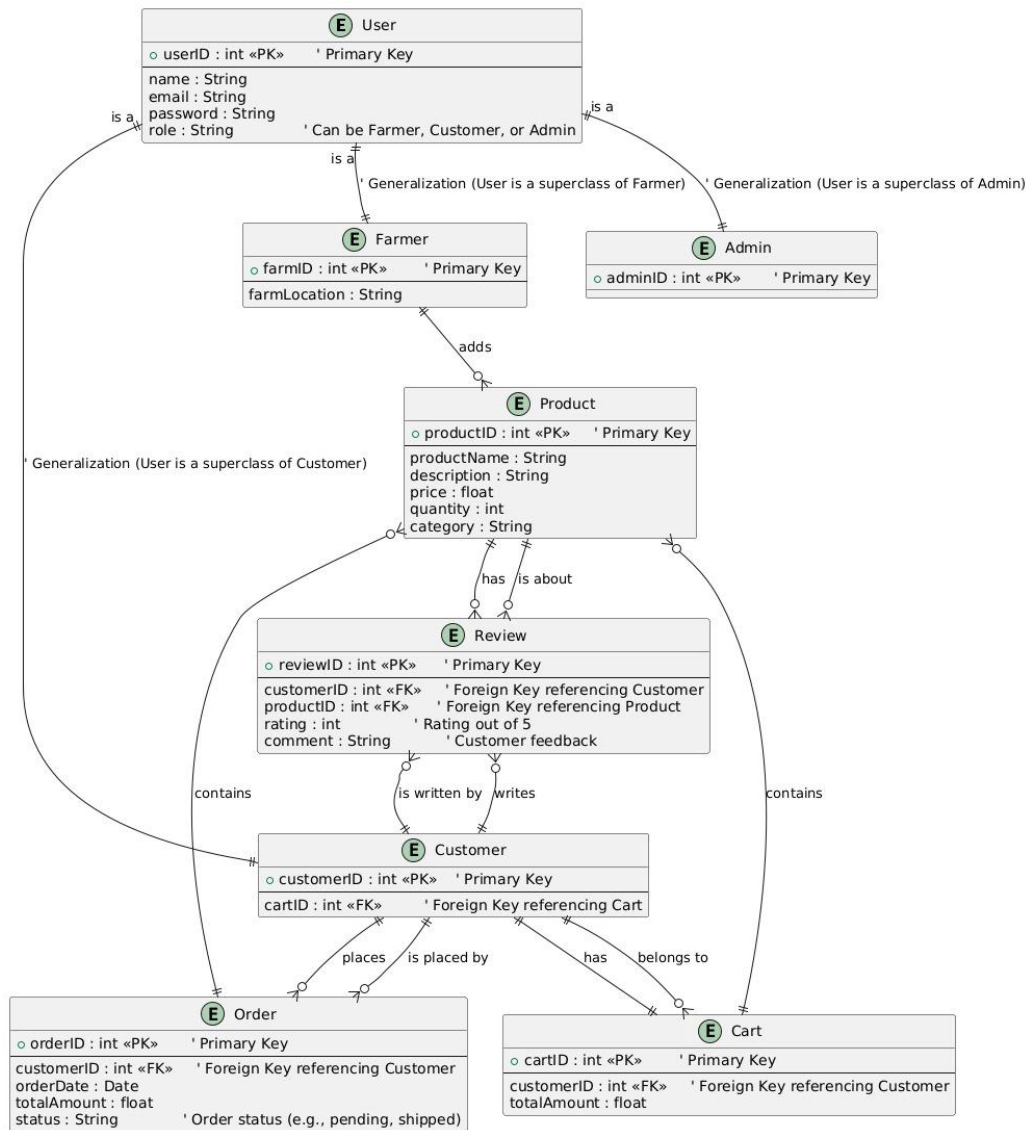 E User
userID : int «PK» ' Primary Key
name : String
email : String
password : String
role : String ' Can be Farmer, Customer, or Admin
is a
is a
is a
' Generalization (User is a superclass of Farmer)
' Generalization (User is a superclass of Admin)
E Farmer
farmID : int «PK» ' Primary Key
farmLocation : String
E Admin
adminID : int «PK» ' Primary Key
adds
E Product
productID : int «PK» ' Primary Key
productName : String
description : String
price : float
quantity : int
category : String
' Generalization (User is a superclass of Customer)
has
is about
E Review
reviewID : int «PK» ' Primary Key
customerID : int «FK» ' Foreign Key referencing Customer
productID : int «FK» ' Foreign Key referencing Product
rating : int ' Rating out of 5
comment : String ' Customer feedback
contains
is written by
writes
contains
E Customer
customerID : int «PK» ' Primary Key
cartID : int «FK» ' Foreign Key referencing Cart
places
is placed by
has
belongs to
E Order
orderID : int «PK» ' Primary Key
customerID : int «FK» ' Foreign Key referencing Customer
orderDate : Date
totalAmount : float
status : String ' Order status (e.g., pending, shipped)
E Cart
cartID : int «PK» ' Primary Key
customerID : int «FK» ' Foreign Key referencing Customer
totalAmount : float